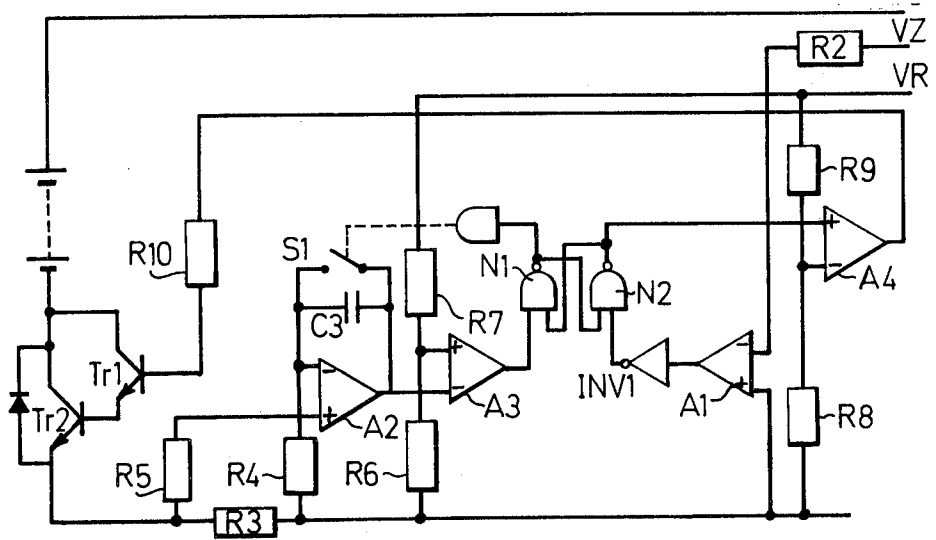 VZ
R2
VR
R9
R10
S1
N1
N2
A4
C3
R7
Tr1
INV1
A1
A3
Tr2
A2
R8
R5
R4
R6
R3
+
−
−
+
+
−
−
+